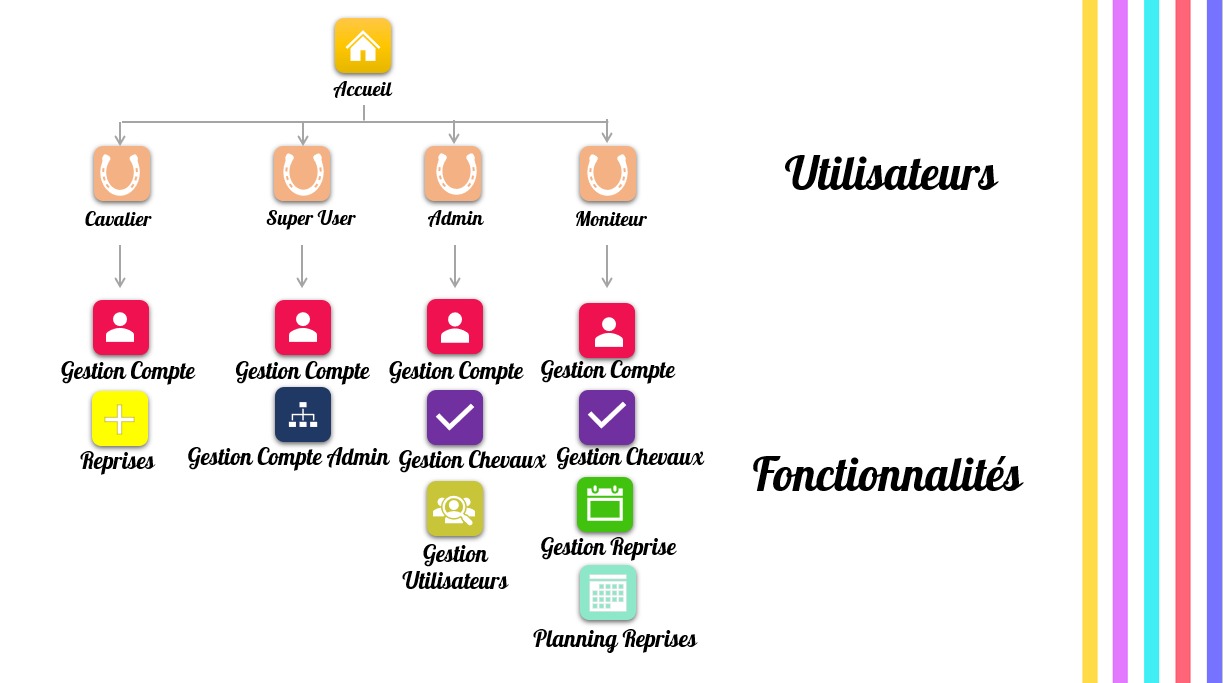 Accueil
Cavalier
Super User
Admin
Moniteur
Utilisateurs
Gestion Compte
Gestion Compte
Gestion Compte
Gestion Compte
Reprises
Gestion Compte Admin
Gestion Chevaux
Gestion Chevaux
Fonctionnalités
Gestion
Utilisateurs
Gestion Reprise
Planning Reprises